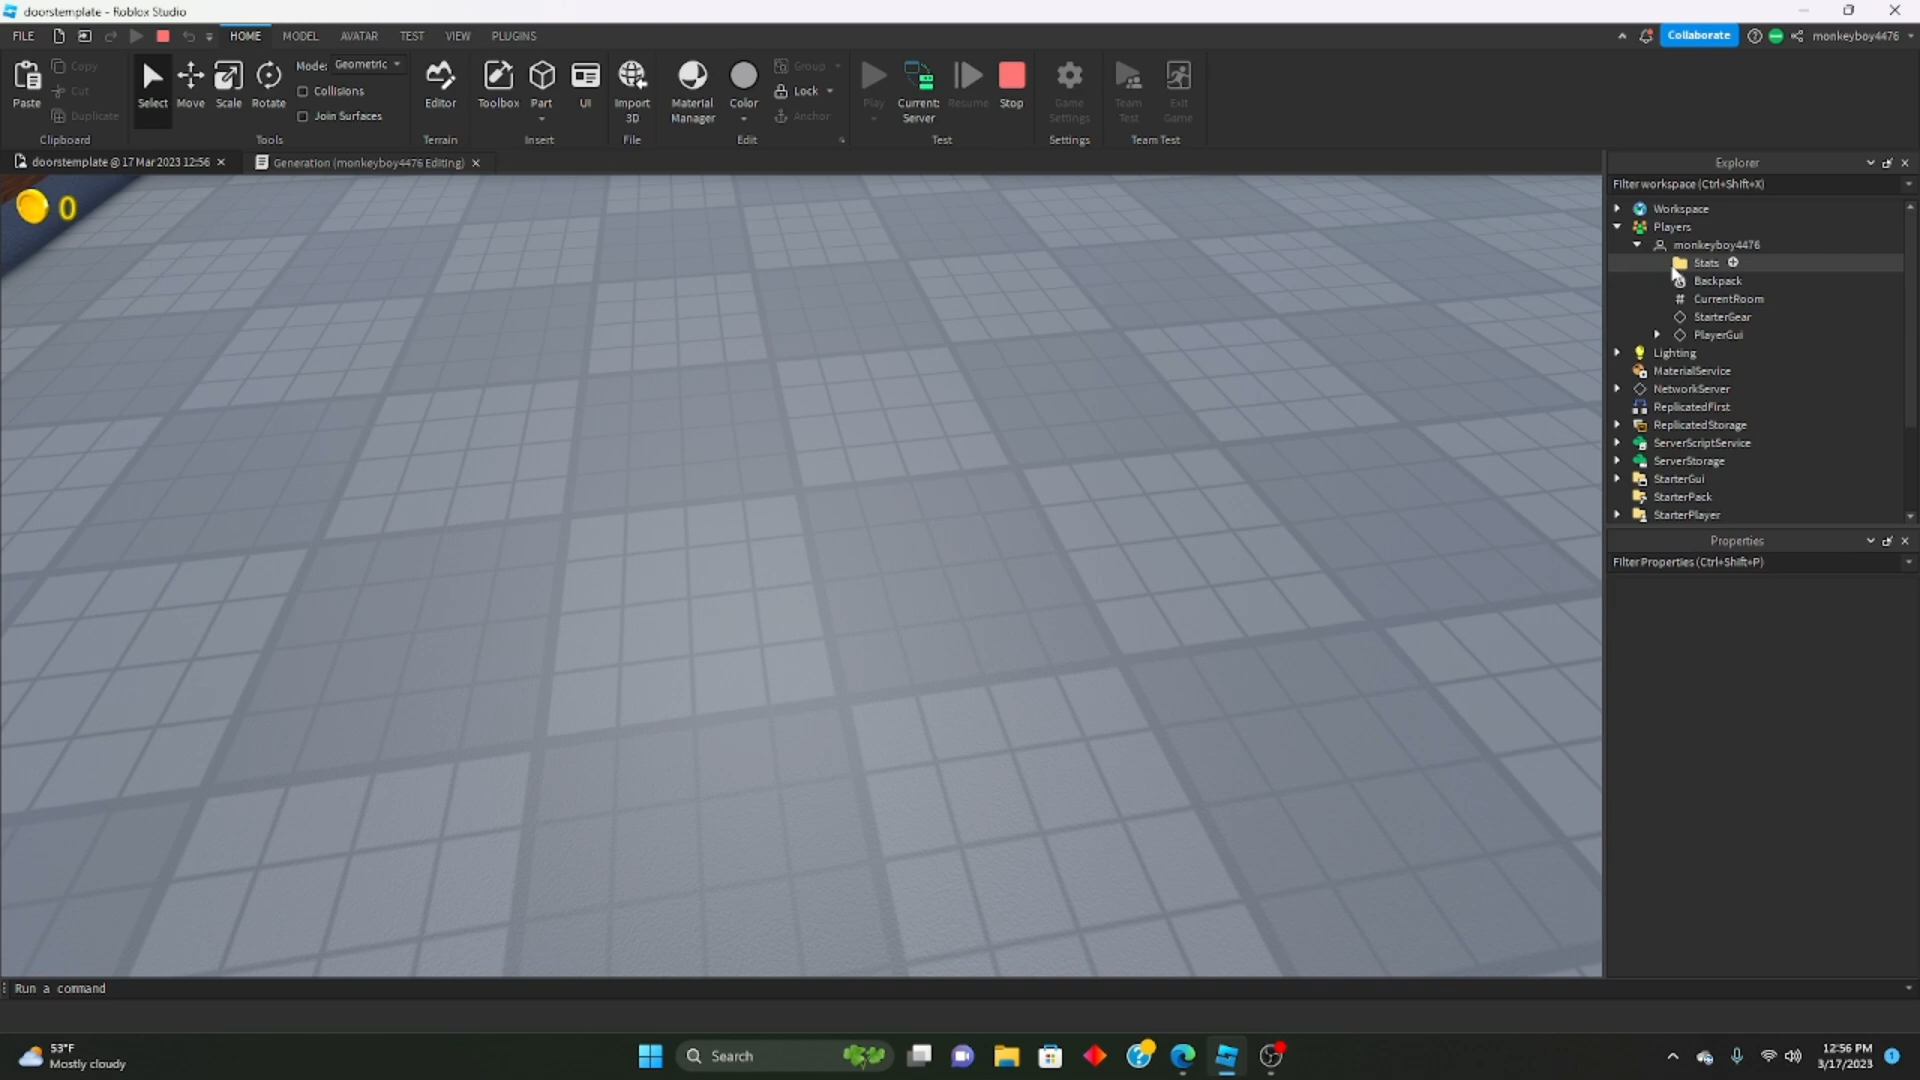 doorstemplate - Roblox Studio
FILE HOME MODEL AVATAR TEST VIEW PLUGINS Collaborate monkeyboy4476
Paste Copy Cut Duplicate
Clipboard
Select Move Scale Rotate
Mode: Geometric
Collisions
Join Surfaces
Tools
Editor
Terrain
Toolbox Part UI
Insert
Import 3D
File
Material Manager Color Group Lock Anchor
Edit
Play Current: Server Resume Stop
Test
Game Settings
Settings
Team Test Exit Game
Team Test
doorstemplate @ 17 Mar 2023 12:56
Generation (monkeyboy4476 Editing)
0
Explorer
Filter workspace (Ctrl+Shift+X)
Workspace
Players
monkeyboy4476
Stats
Backpack
CurrentRoom
StarterGear
PlayerGui
Lighting
MaterialService
NetworkServer
ReplicatedFirst
ReplicatedStorage
ServerScriptService
ServerStorage
StarterGui
StarterPack
StarterPlayer
Properties
Filter Properties (Ctrl+Shift+P)
Run a command
53°F
Mostly cloudy
Search
12:56 PM
3/17/2023
1